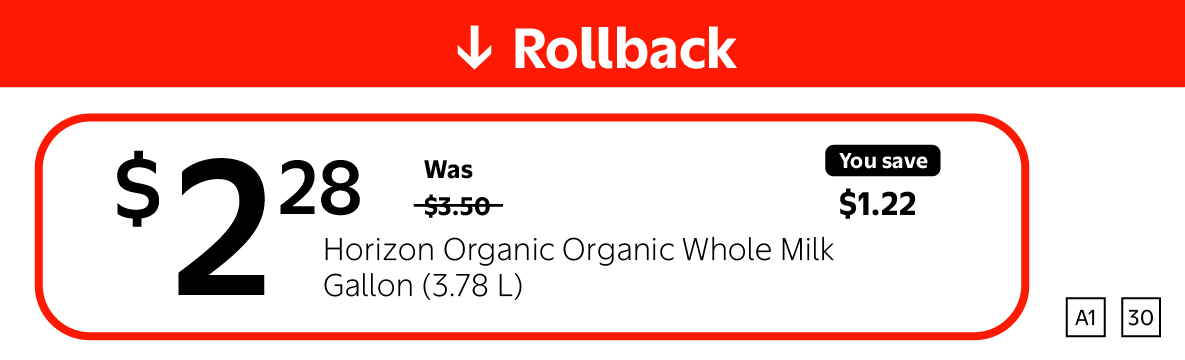 ↓ Rollback
$2 28
Was
$3.50
You save
$1.22
Horizon Organic Organic Whole Milk
Gallon (3.78 L)
A1 30